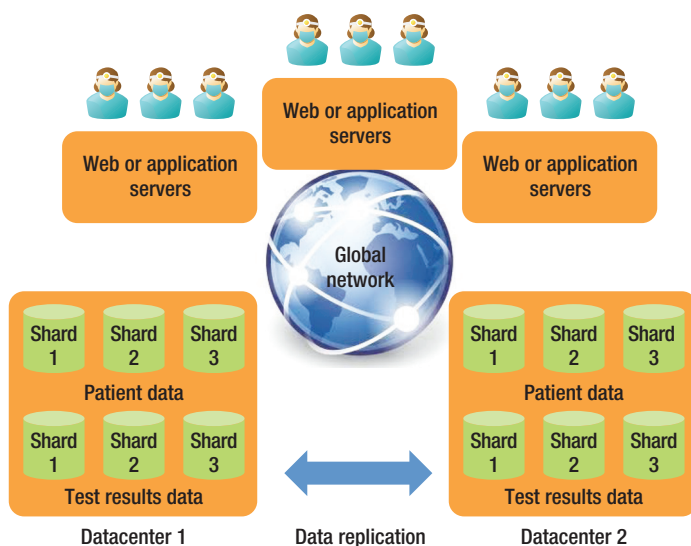 Web or application
servers
Web or application
servers
Web or application
servers
Global
network
Shard
1
Shard
2
Shard
3
Patient data
Shard
1
Shard
2
Shard
3
Test results data
Shard
1
Shard
2
Shard
3
Patient data
Shard
1
Shard
2
Shard
3
Test results data
Datacenter 1
Data replication
Datacenter 2